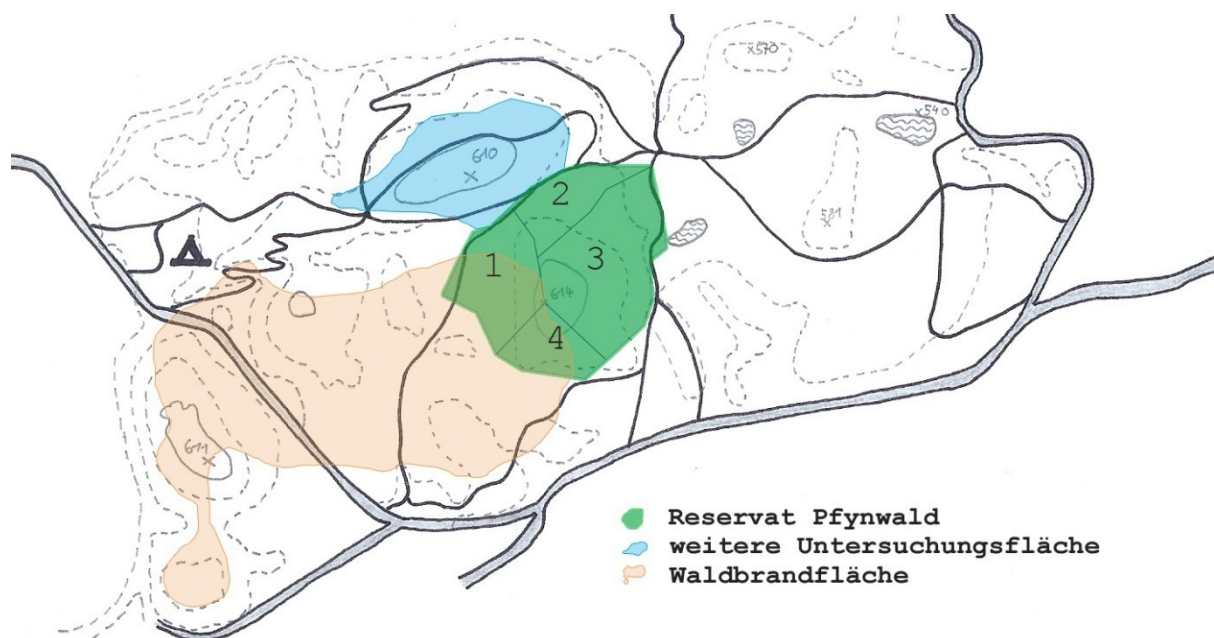 x570
x540
610
2
581
1
3
614
4
611
Reservat Pfynwald
weitere Untersuchungsfläche
Waldbrandfläche